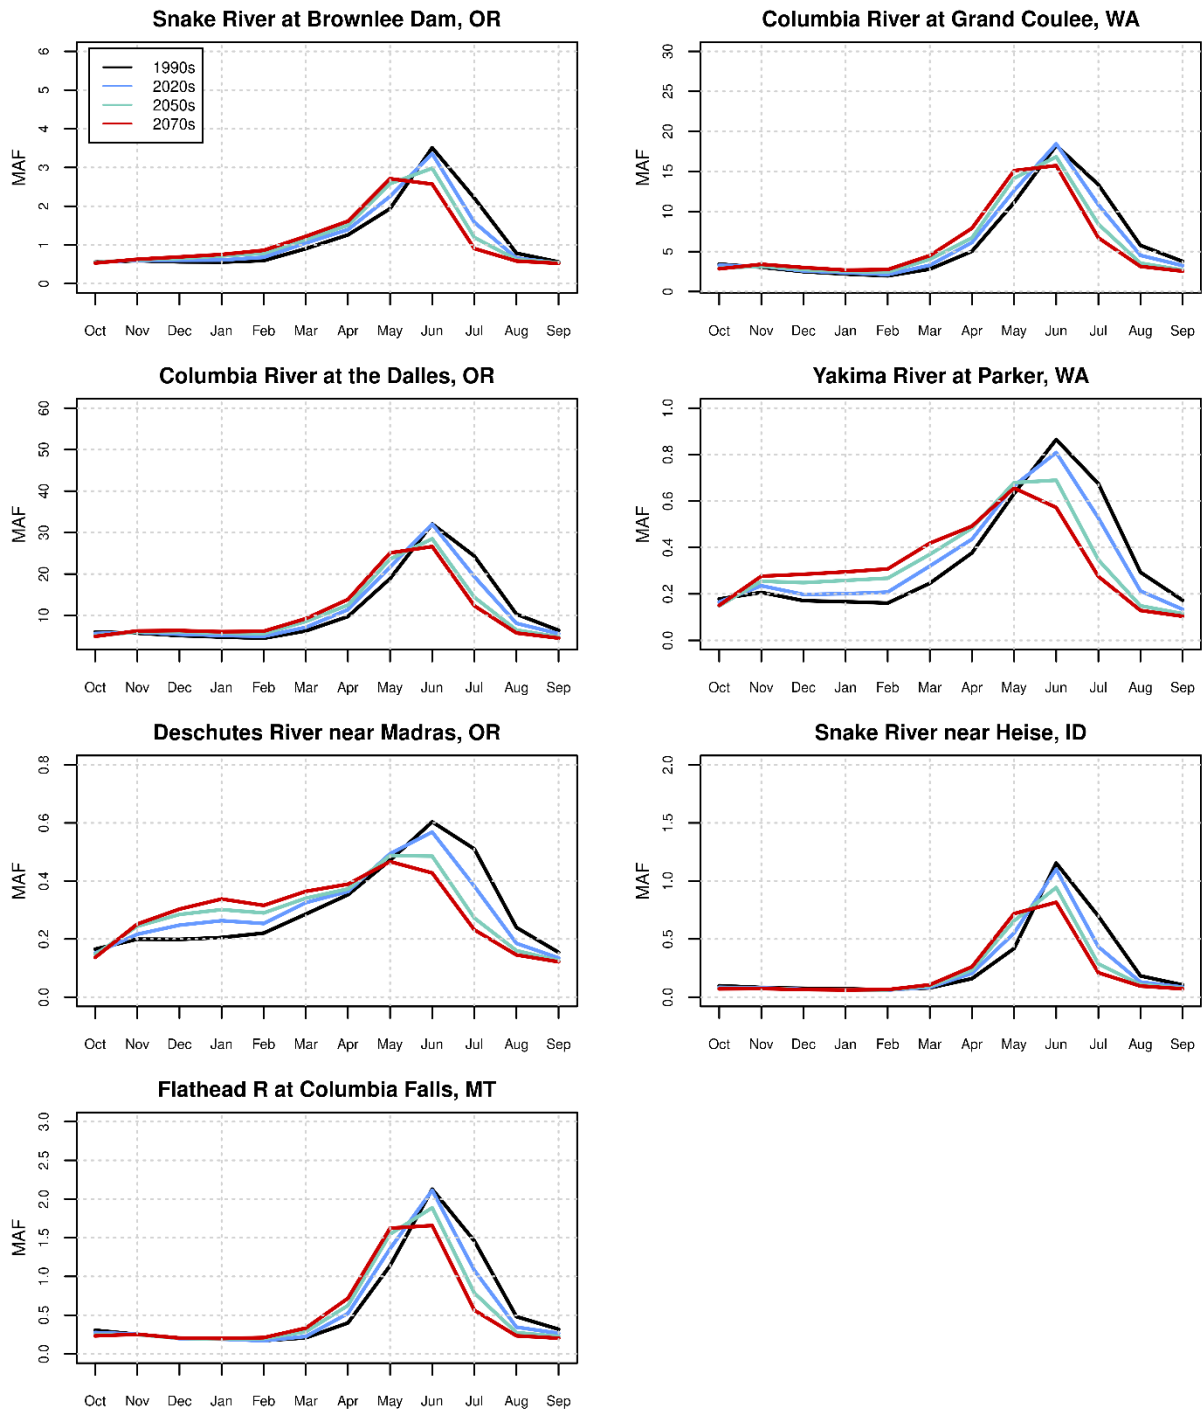 Snake River at Brownlee Dam, OR
MAF
0 1 2 3 4 5 6
1990s
2020s
2050s
2070s
Oct Nov Dec Jan Feb Mar Apr May Jun Jul Aug Sep
Columbia River at Grand Coulee, WA
MAF
0 5 10 15 20 25 30
Oct Nov Dec Jan Feb Mar Apr May Jun Jul Aug Sep
Columbia River at the Dalles, OR
MAF
10 20 30 40 50 60
Oct Nov Dec Jan Feb Mar Apr May Jun Jul Aug Sep
Yakima River at Parker, WA
MAF
0.0 0.2 0.4 0.6 0.8 1.0
Oct Nov Dec Jan Feb Mar Apr May Jun Jul Aug Sep
Deschutes River near Madras, OR
MAF
0.0 0.2 0.4 0.6 0.8
Oct Nov Dec Jan Feb Mar Apr May Jun Jul Aug Sep
Snake River near Heise, ID
MAF
0.0 0.5 1.0 1.5 2.0
Oct Nov Dec Jan Feb Mar Apr May Jun Jul Aug Sep
Flathead R at Columbia Falls, MT
MAF
0.0 0.5 1.0 1.5 2.0 2.5 3.0
Oct Nov Dec Jan Feb Mar Apr May Jun Jul Aug Sep